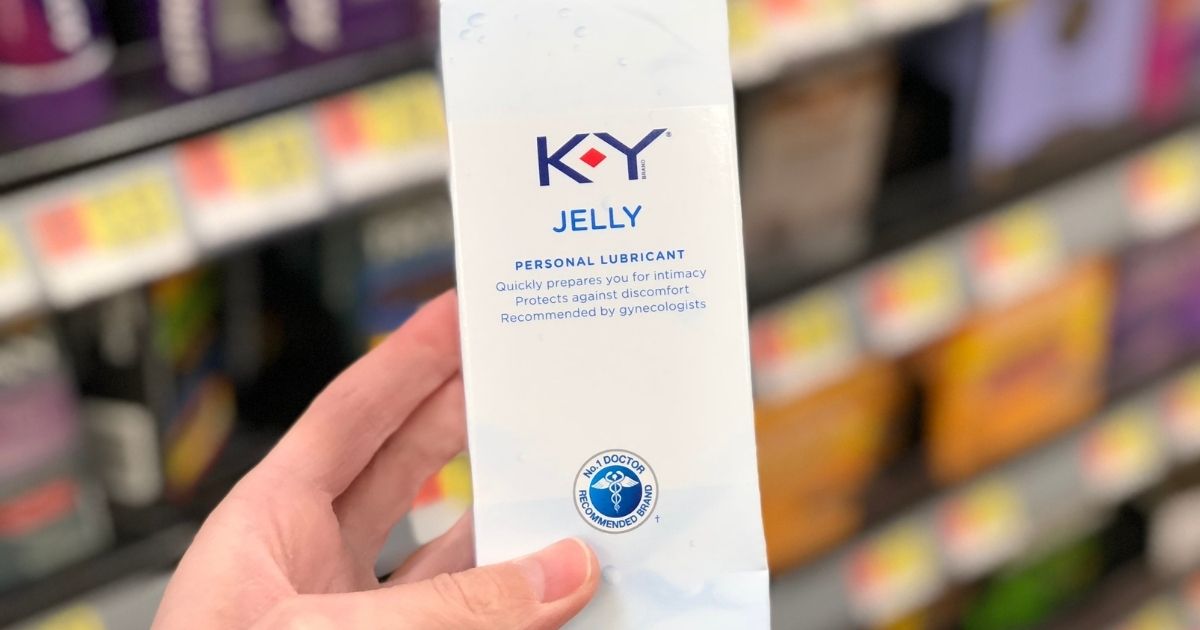 K-Y®
BRAND
JELLY
PERSONAL LUBRICANT
Quickly prepares you for intimacy
Protects against discomfort
Recommended by gynecologists
No.1 DOCTOR
RECOMMENDED BRAND
†